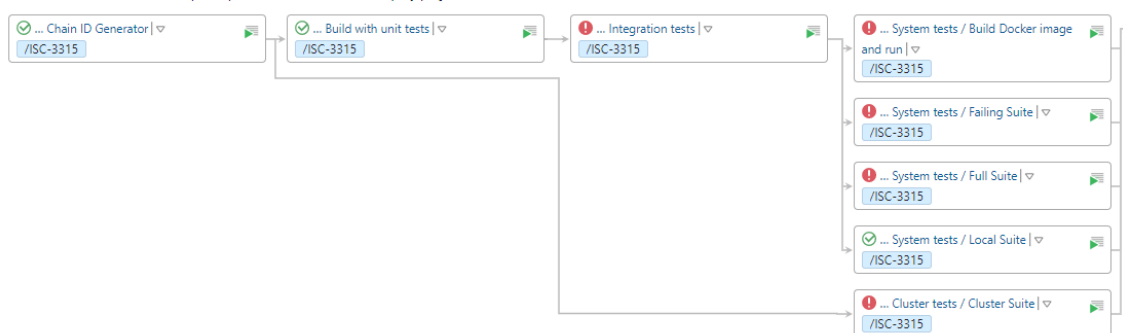 ... Chain ID Generator
/ISC-3315
... Build with unit tests
/ISC-3315
... Integration tests
/ISC-3315
... System tests / Build Docker image
and run
/ISC-3315
... System tests / Failing Suite
/ISC-3315
... System tests / Full Suite
/ISC-3315
... System tests / Local Suite
/ISC-3315
... Cluster tests / Cluster Suite
/ISC-3315